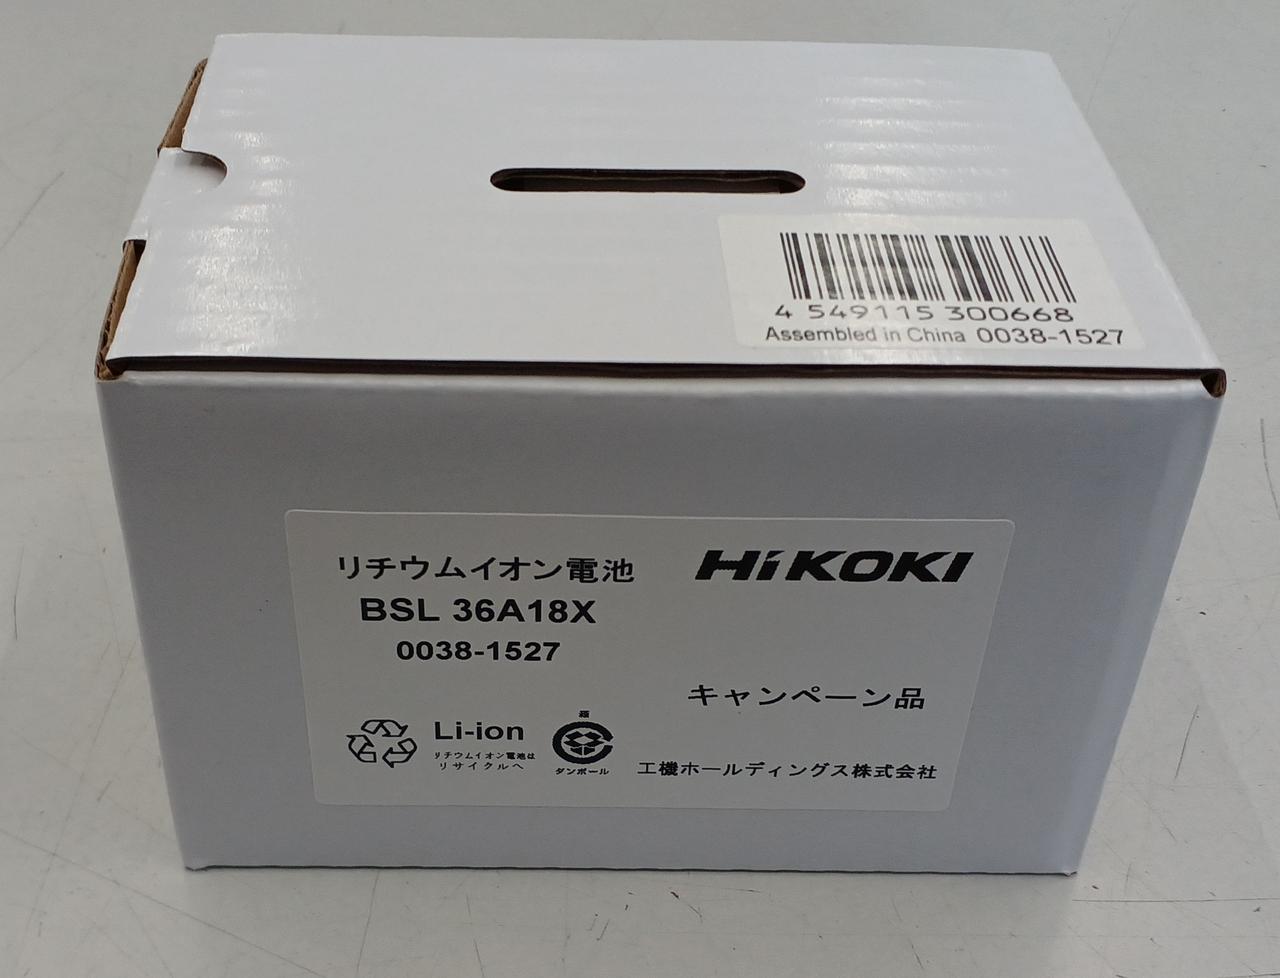 4 549115 300668
Assembled in China 0038-1527
リチウムイオン電池
HiKOKI
BSL 36A18X
0038-1527
キャンペーン品
Li-ion
リチウムイオン電池は
リサイクルへ
箱
ダンボール
工機ホールディングス株式会社